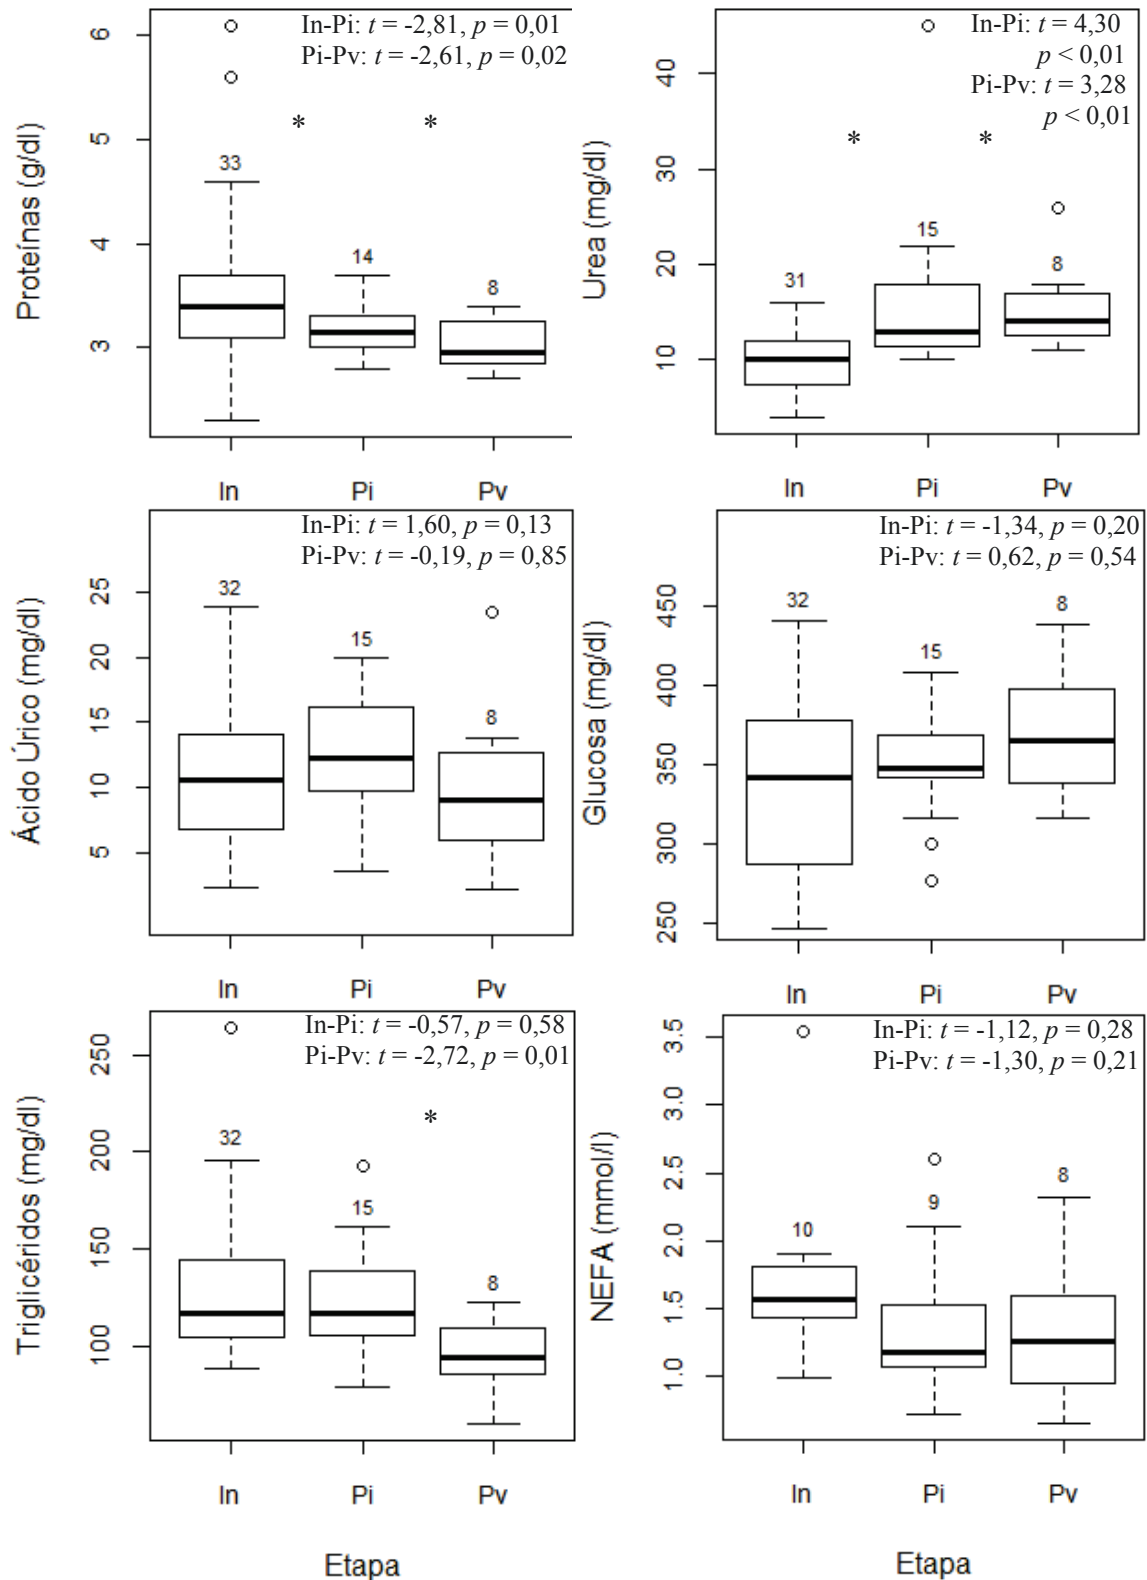 In-Pi: t = -2,81, p = 0,01
Pi-Pv: t = -2,61, p = 0,02
* *
33
14
8
6
5
4
3
Proteínas (g/dl)
In Pi Pv
In-Pi: t = 4,30
p < 0,01
Pi-Pv: t = 3,28
p < 0,01
* *
31
15
8
40
30
20
10
Urea (mg/dl)
In Pi Pv
In-Pi: t = 1,60, p = 0,13
Pi-Pv: t = -0,19, p = 0,85
32
15
8
25
20
15
10
5
Ácido Úrico (mg/dl)
In Pi Pv
In-Pi: t = -1,34, p = 0,20
Pi-Pv: t = 0,62, p = 0,54
32
15
8
450
400
350
300
250
Glucosa (mg/dl)
In Pi Pv
In-Pi: t = -0,57, p = 0,58
Pi-Pv: t = -2,72, p = 0,01
*
32
15
8
250
200
150
100
Triglicéridos (mg/dl)
In Pi Pv
Etapa
In-Pi: t = -1,12, p = 0,28
Pi-Pv: t = -1,30, p = 0,21
10
9
8
3.5
3.0
2.5
2.0
1.5
1.0
NEFA (mmol/l)
In Pi Pv
Etapa